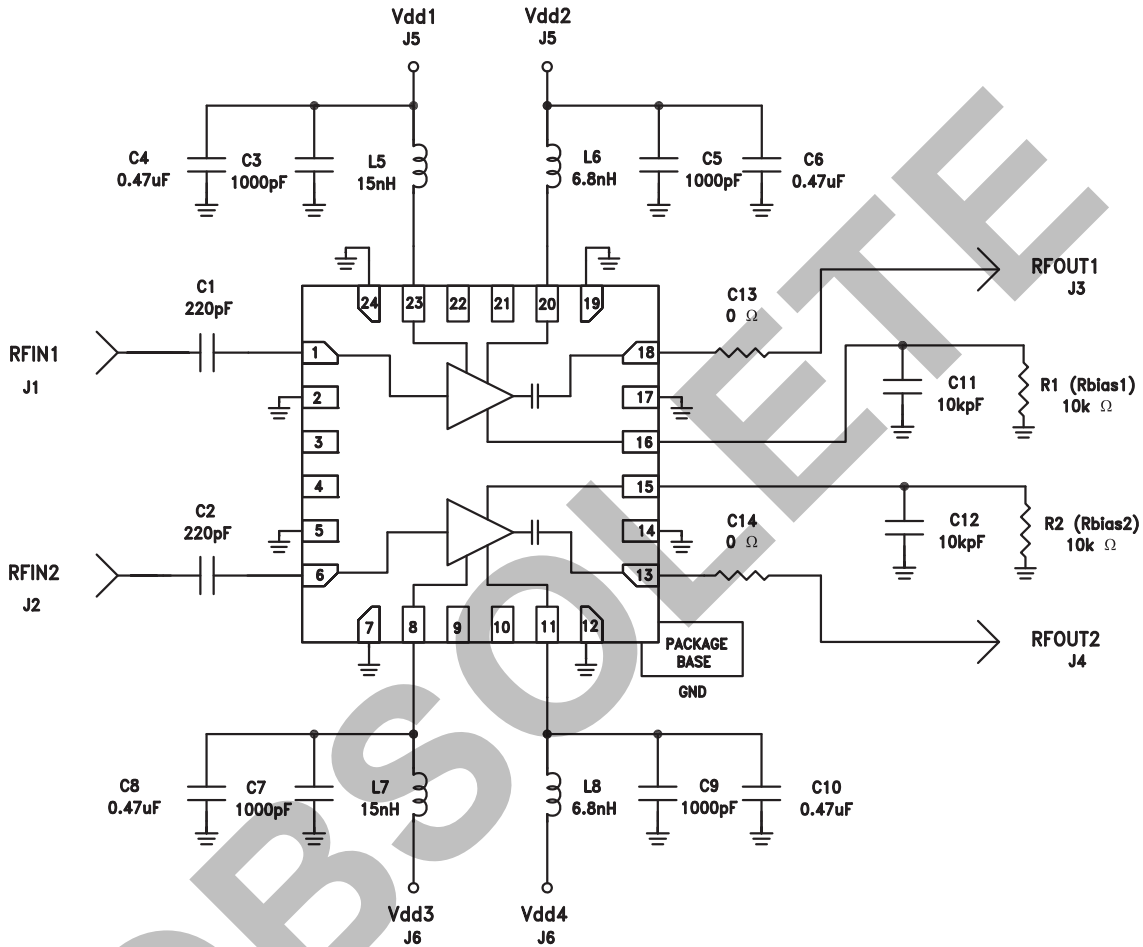 Vdd1
J5
Vdd2
J5
C4
0.47uF
C3
1000pF
L5
15nH
L6
6.8nH
C5
1000pF
C6
0.47uF
C1
220pF
24
23
22
21
20
19
C13
0 Ω
RFOUT1
J3
RFIN1
J1
1
18
2
17
C11
10kpF
R1 (Rbias1)
10k Ω
3
16
4
15
C2
220pF
5
14
C14
0 Ω
C12
10kpF
R2 (Rbias2)
10k Ω
RFIN2
J2
6
13
7
8
9
10
11
12
PACKAGE
BASE
GND
RFOUT2
J4
C8
0.47uF
C7
1000pF
L7
15nH
L8
6.8nH
C9
1000pF
C10
0.47uF
Vdd3
J6
Vdd4
J6
OBSOLETE